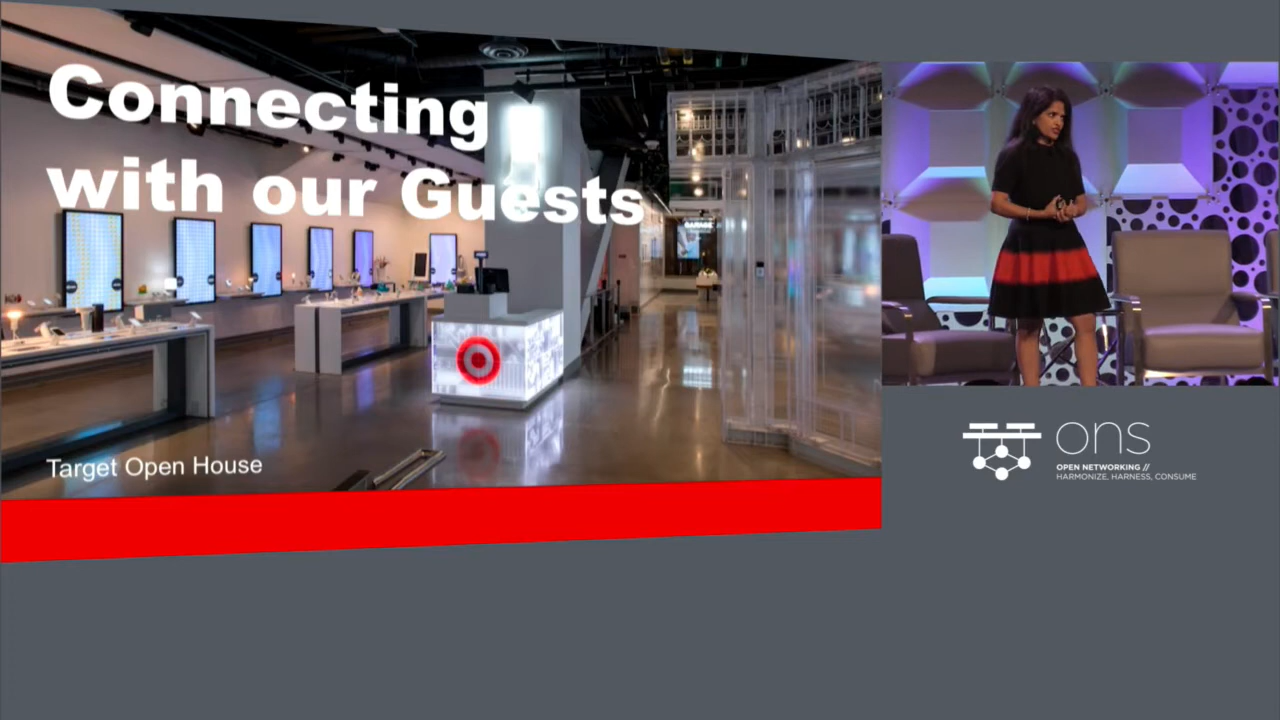 Connecting
with our Guests
Target Open House
ons
OPEN NETWORKING //
HARMONIZE, HARNESS, CONSUME